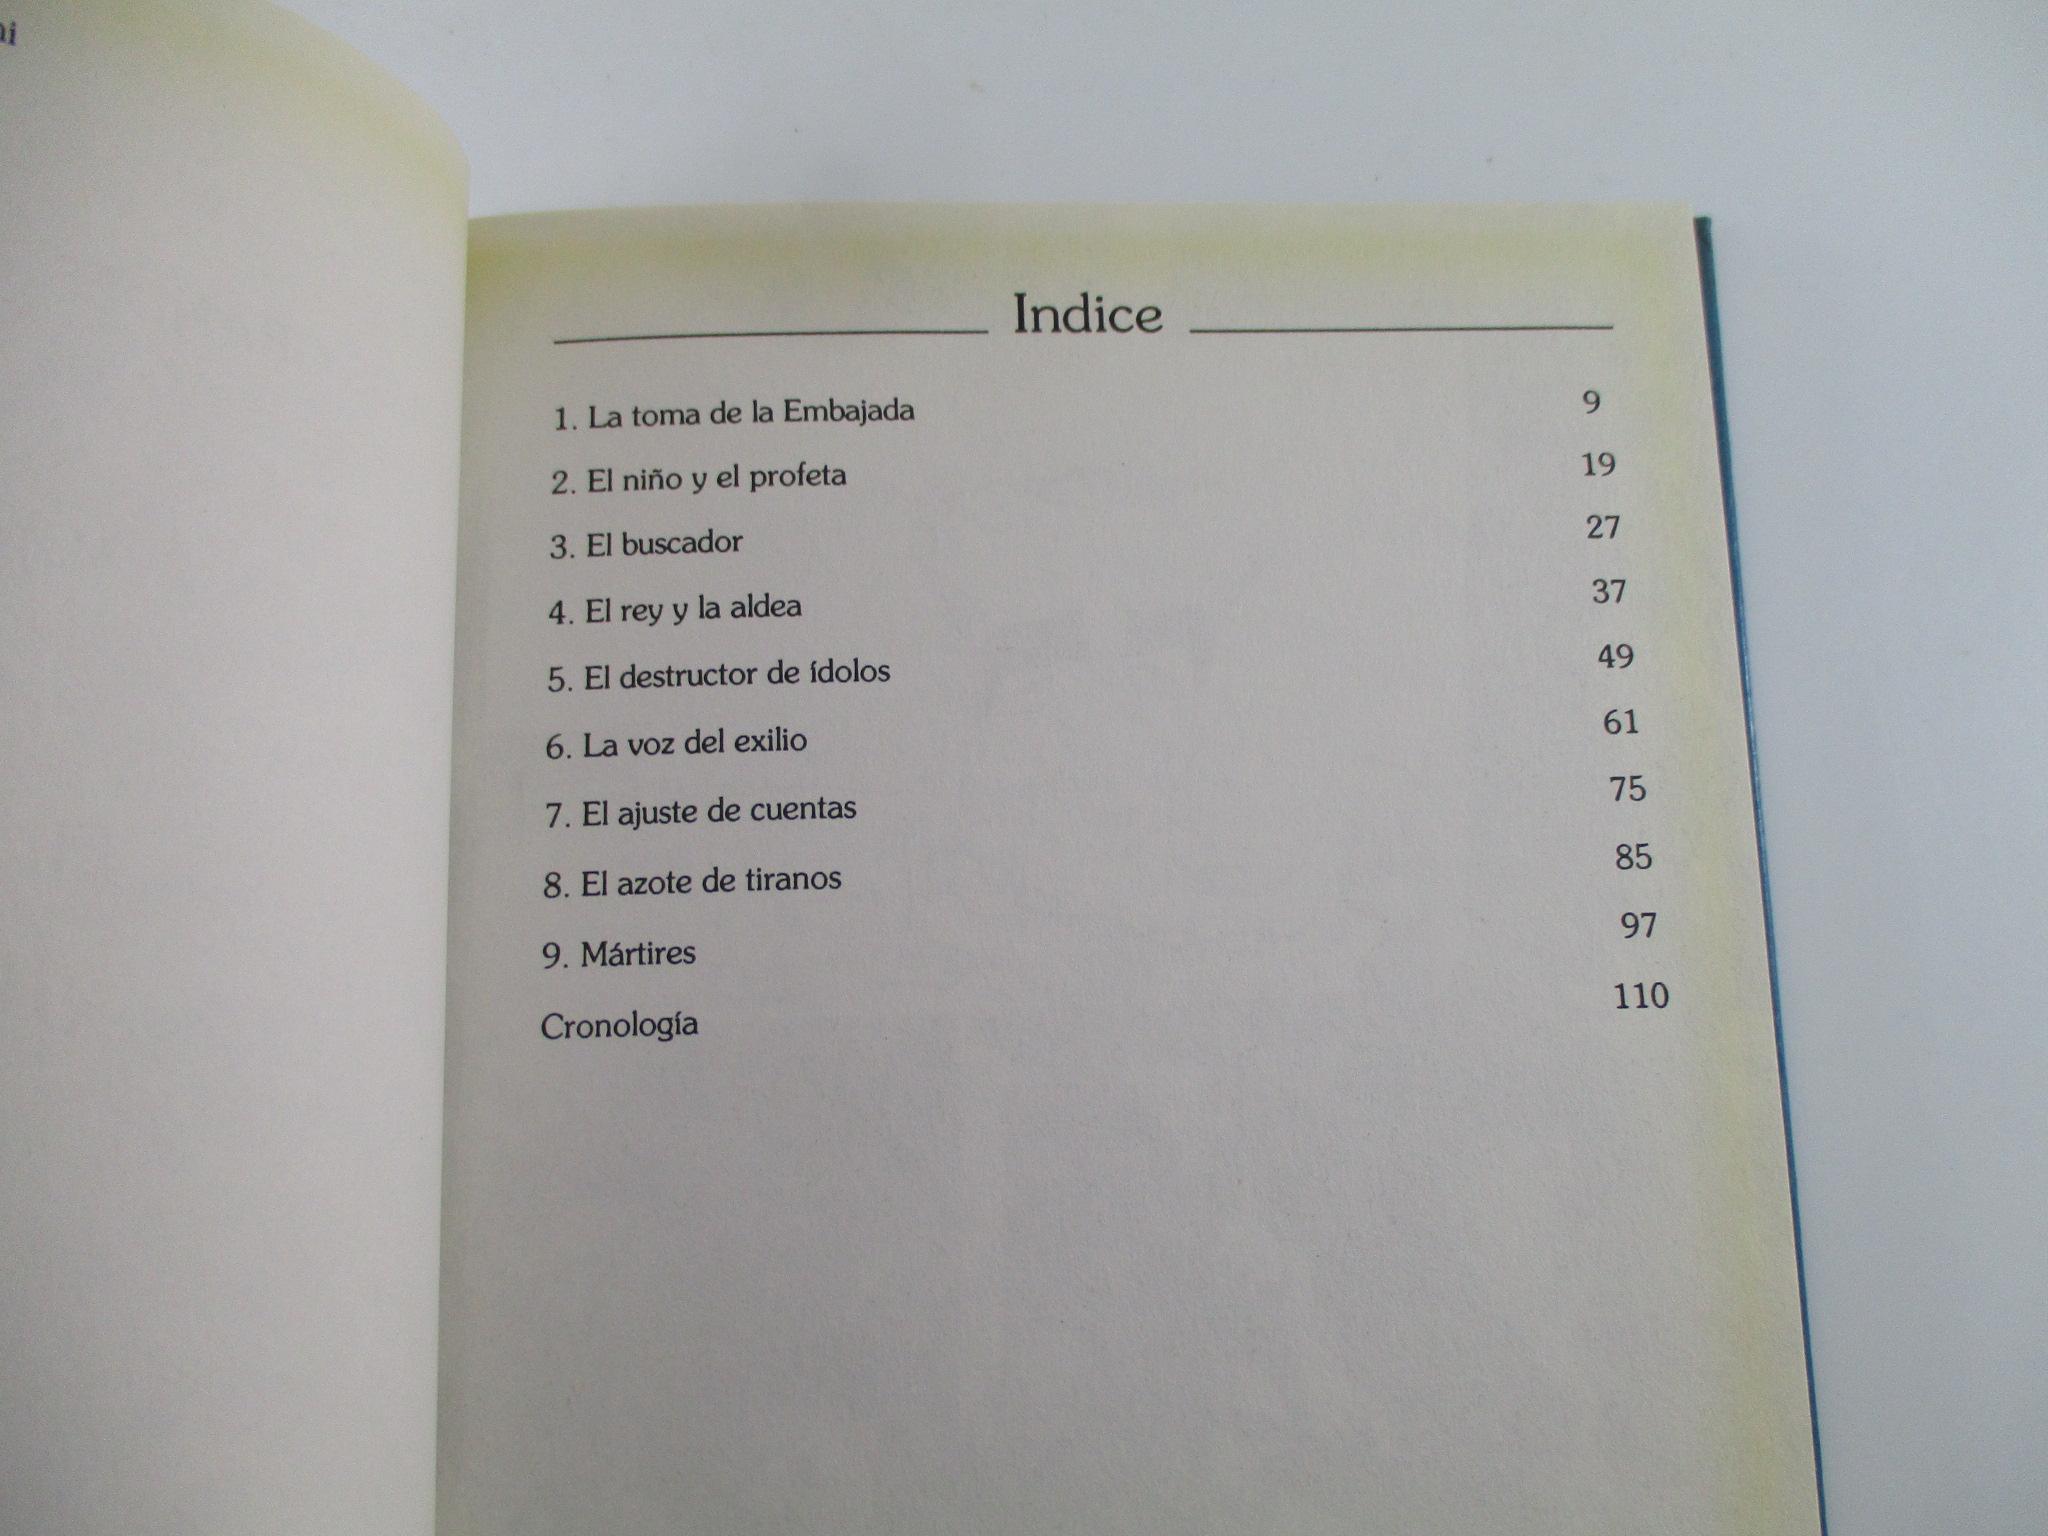 Indice
1. La toma de la Embajada 9
2. El niño y el profeta 19
3. El buscador 27
4. El rey y la aldea 37
5. El destructor de ídolos 49
6. La voz del exilio 61
7. El ajuste de cuentas 75
8. El azote de tiranos 85
9. Mártires 97
Cronología 110